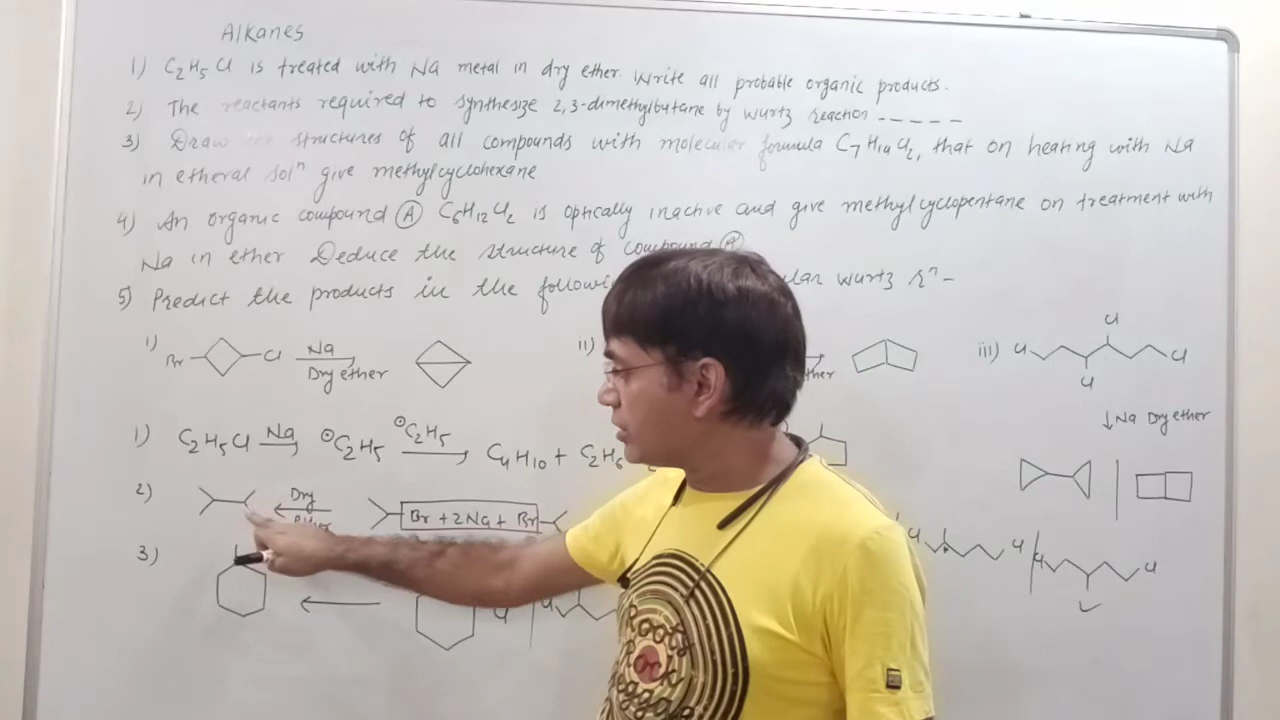 Alkanes
1) C2H5Cl is treated with Na metal in dry ether. Write all probable organic products.
2) The reactants required to synthesize 2,3-dimethylbutane by wurtz reaction -----
3) Draw structures of all compounds with molecular formula C7H14Cl2, that on heating with Na
in etheral soln give methylcyclohexane
4) An organic compound Ⓐ C6H12Cl2 is optically inactive and give methylcyclopentane on treatment with
Na in ether Deduce the structure of compound Ⓐ
5) Predict the products in the wurtz rn -
i) Br Cl Na
Dry ether
ii)
iii) Cl Cl Cl Cl
↓ Na Dry ether
1) C2H5Cl Na → ⊖C2H5 ⊖C2H5 → C4H10 + C2H6
2) Dry Br + 2Na + Br
3)
Cl Cl
Cl Cl